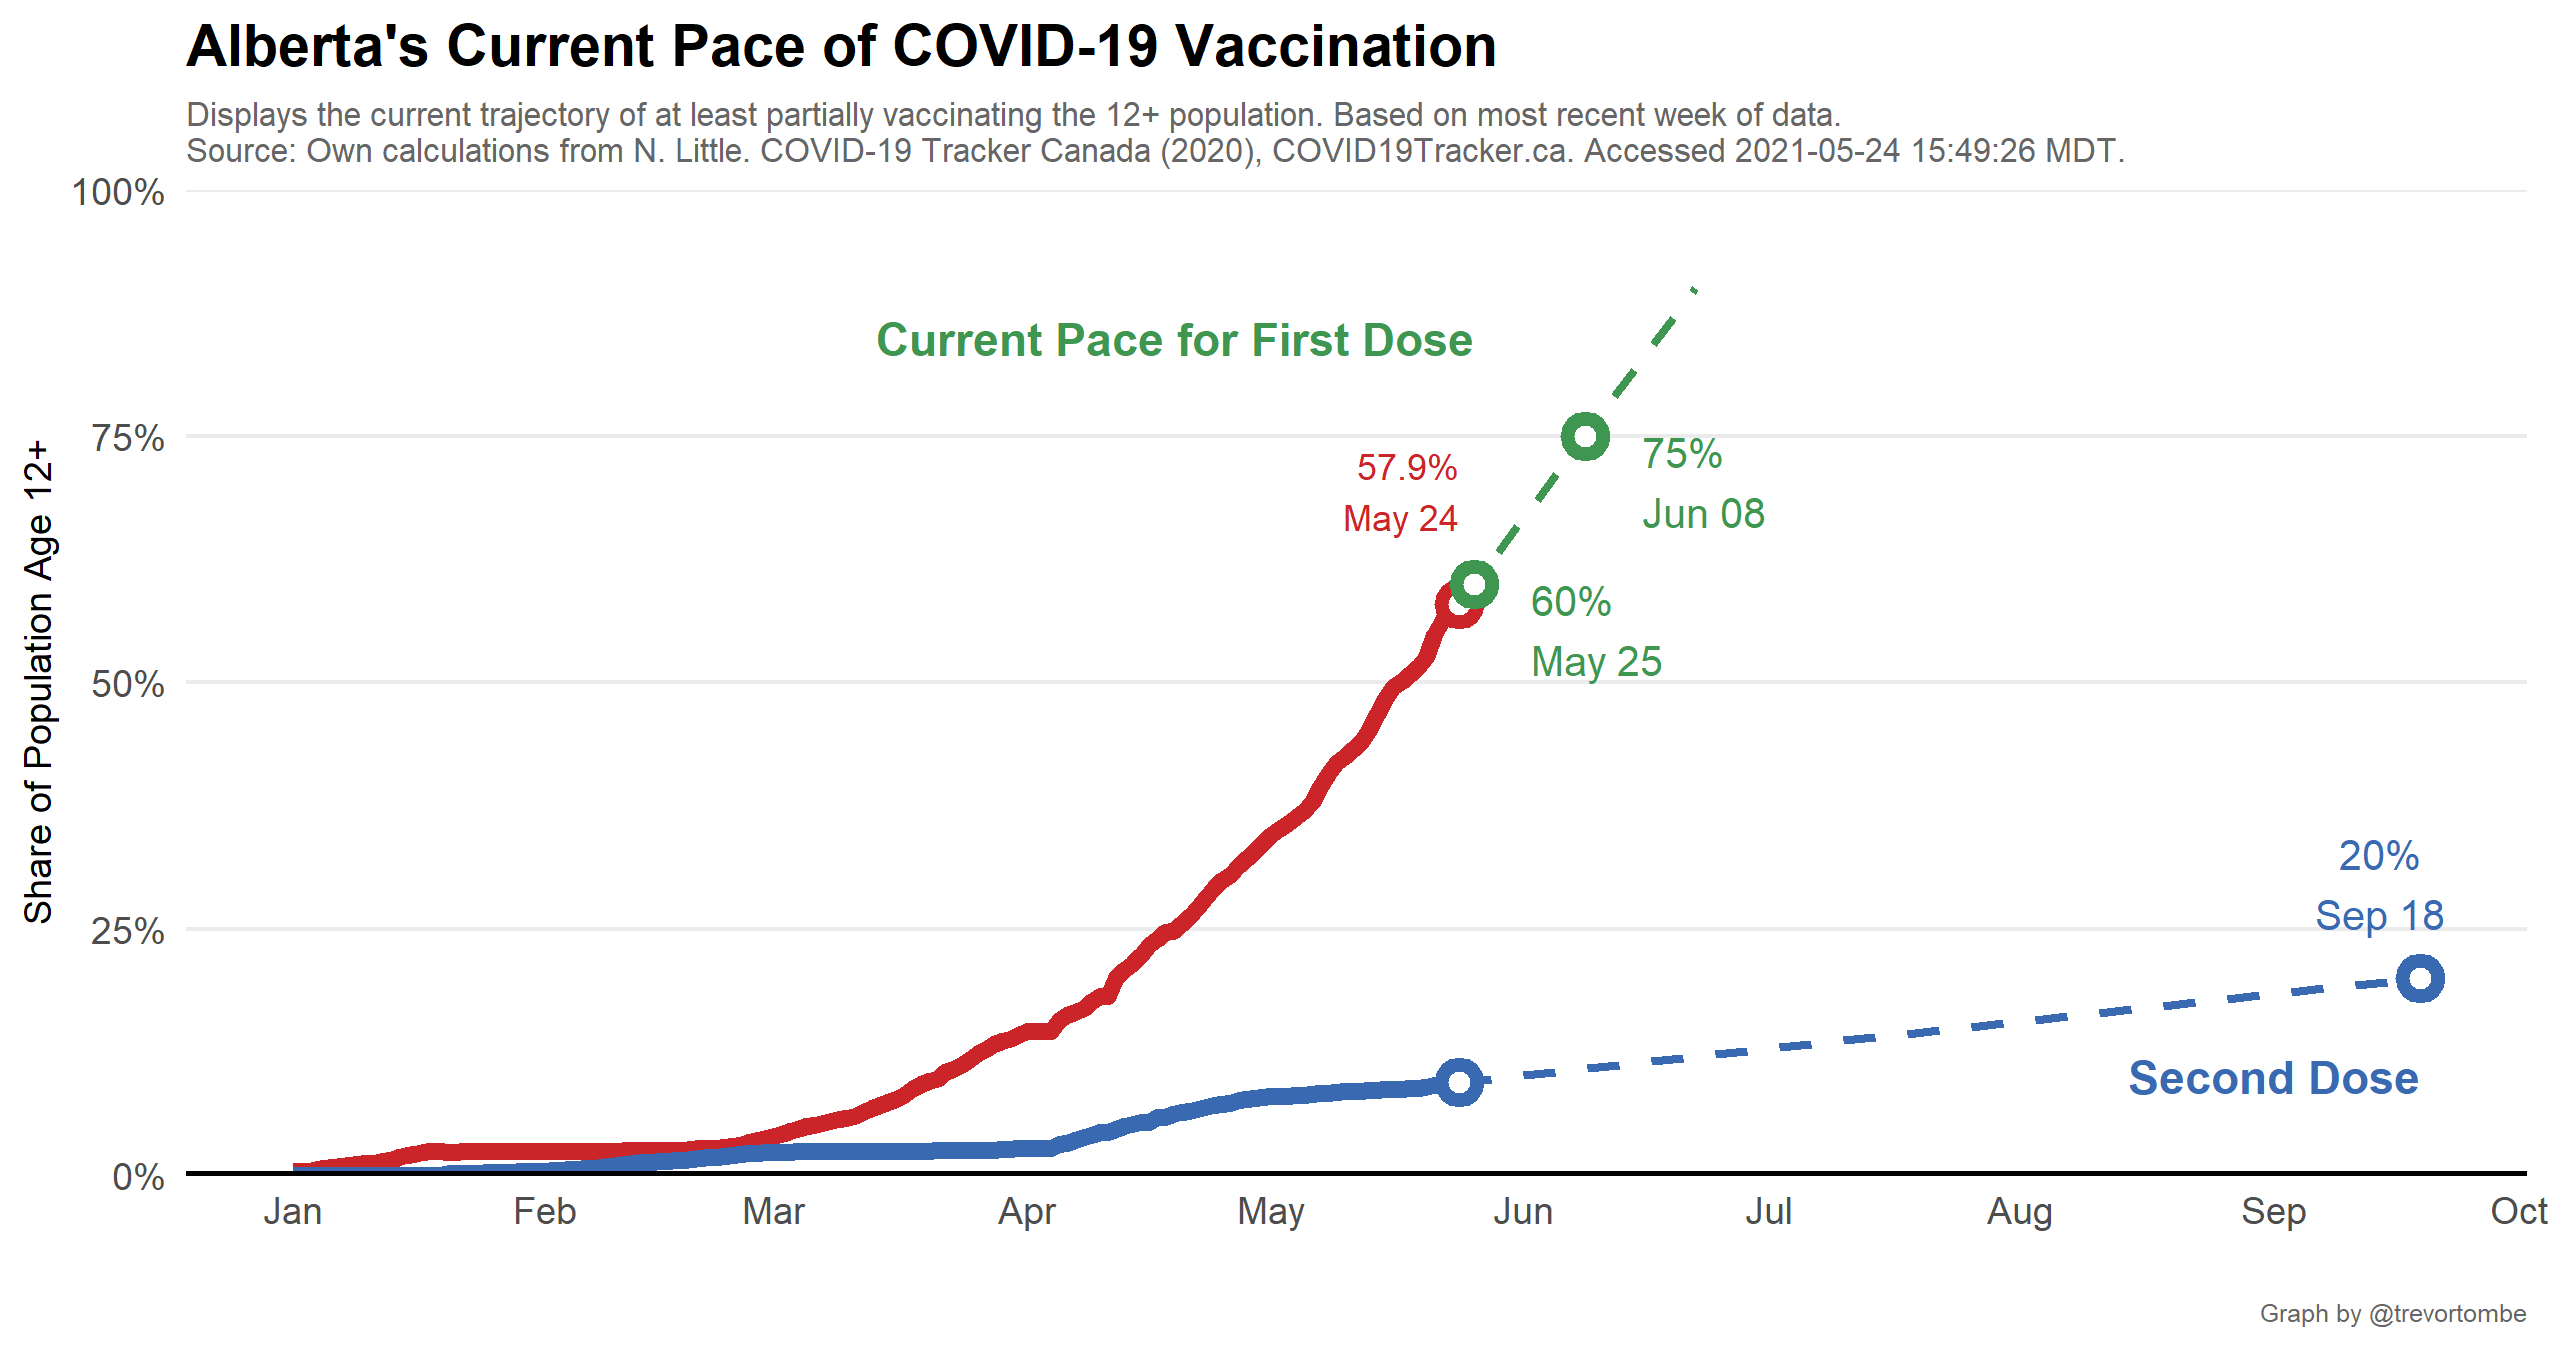 Alberta's Current Pace of COVID-19 Vaccination
Displays the current trajectory of at least partially vaccinating the 12+ population. Based on most recent week of data.
Source: Own calculations from N. Little. COVID-19 Tracker Canada (2020), COVID19Tracker.ca. Accessed 2021-05-24 15:49:26 MDT.
100%
75%
50%
25%
0%
Share of Population Age 12+
Current Pace for First Dose
57.9%
May 24
75%
Jun 08
60%
May 25
20%
Sep 18
Second Dose
Jan
Feb
Mar
Apr
May
Jun
Jul
Aug
Sep
Oct
Graph by @trevortombe